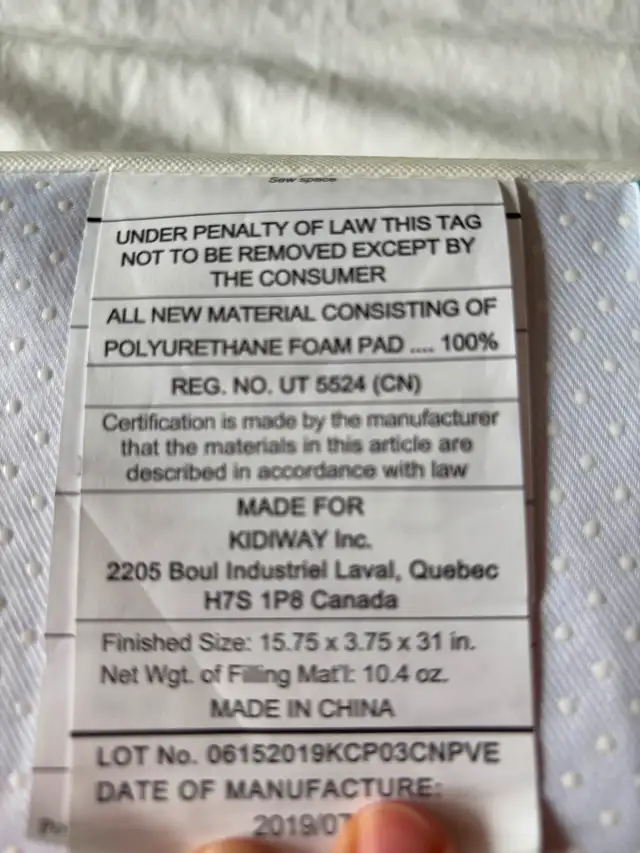 Sew space
UNDER PENALTY OF LAW THIS TAG
NOT TO BE REMOVED EXCEPT BY
THE CONSUMER
ALL NEW MATERIAL CONSISTING OF
POLYURETHANE FOAM PAD .... 100%
REG. NO. UT 5524 (CN)
Certification is made by the manufacturer
that the materials in this article are
described in accordance with law
MADE FOR
KIDIWAY Inc.
2205 Boul Industriel Laval, Quebec
H7S 1P8 Canada
Finished Size: 15.75 x 3.75 x 31 in.
Net Wgt. of Filling Mat'l: 10.4 oz.
MADE IN CHINA
LOT No. 06152019KCP03CNPVE
DATE OF MANUFACTURE:
2019/07